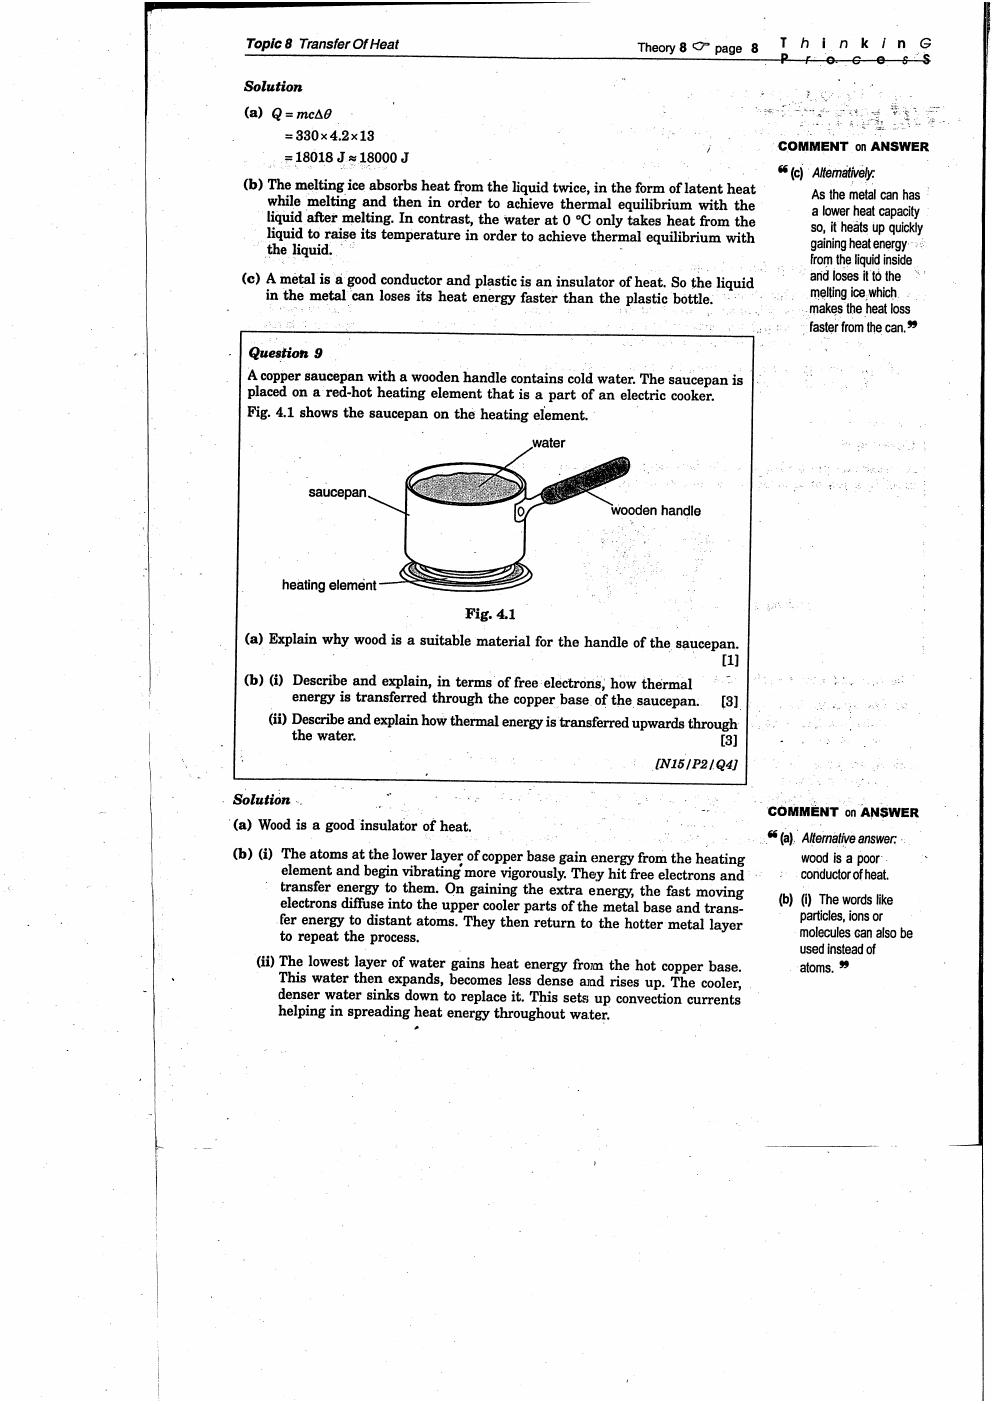 Topic 8 Transfer Of Heat
Theory 8 ☞ page 8
T h i n k i n G
P r o c e s S
Solution
(a) Q = mcΔθ
= 330 × 4.2 × 13
= 18018 J ≈ 18000 J
(b) The melting ice absorbs heat from the liquid twice, in the form of latent heat
while melting and then in order to achieve thermal equilibrium with the
liquid after melting. In contrast, the water at 0 °C only takes heat from the
liquid to raise its temperature in order to achieve thermal equilibrium with
the liquid.
(c) A metal is a good conductor and plastic is an insulator of heat. So the liquid
in the metal can loses its heat energy faster than the plastic bottle.
COMMENT on ANSWER
“ (c) Alternatively:
As the metal can has
a lower heat capacity
so, it heats up quickly
gaining heat energy
from the liquid inside
and loses it to the
melting ice which
makes the heat loss
faster from the can. ”
Question 9
A copper saucepan with a wooden handle contains cold water. The saucepan is
placed on a red-hot heating element that is a part of an electric cooker.
Fig. 4.1 shows the saucepan on the heating element.
water
saucepan
wooden handle
heating element
Fig. 4.1
(a) Explain why wood is a suitable material for the handle of the saucepan.
[1]
(b) (i) Describe and explain, in terms of free electrons, how thermal
energy is transferred through the copper base of the saucepan. [3]
(ii) Describe and explain how thermal energy is transferred upwards through
the water. [3]
[N15/P2/Q4]
Solution
(a) Wood is a good insulator of heat.
(b) (i) The atoms at the lower layer of copper base gain energy from the heating
element and begin vibrating more vigorously. They hit free electrons and
transfer energy to them. On gaining the extra energy, the fast moving
electrons diffuse into the upper cooler parts of the metal base and trans-
fer energy to distant atoms. They then return to the hotter metal layer
to repeat the process.
(ii) The lowest layer of water gains heat energy from the hot copper base.
This water then expands, becomes less dense and rises up. The cooler,
denser water sinks down to replace it. This sets up convection currents
helping in spreading heat energy throughout water.
COMMENT on ANSWER
“ (a) Alternative answer:
wood is a poor
conductor of heat.
(b) (i) The words like
particles, ions or
molecules can also be
used instead of
atoms. ”